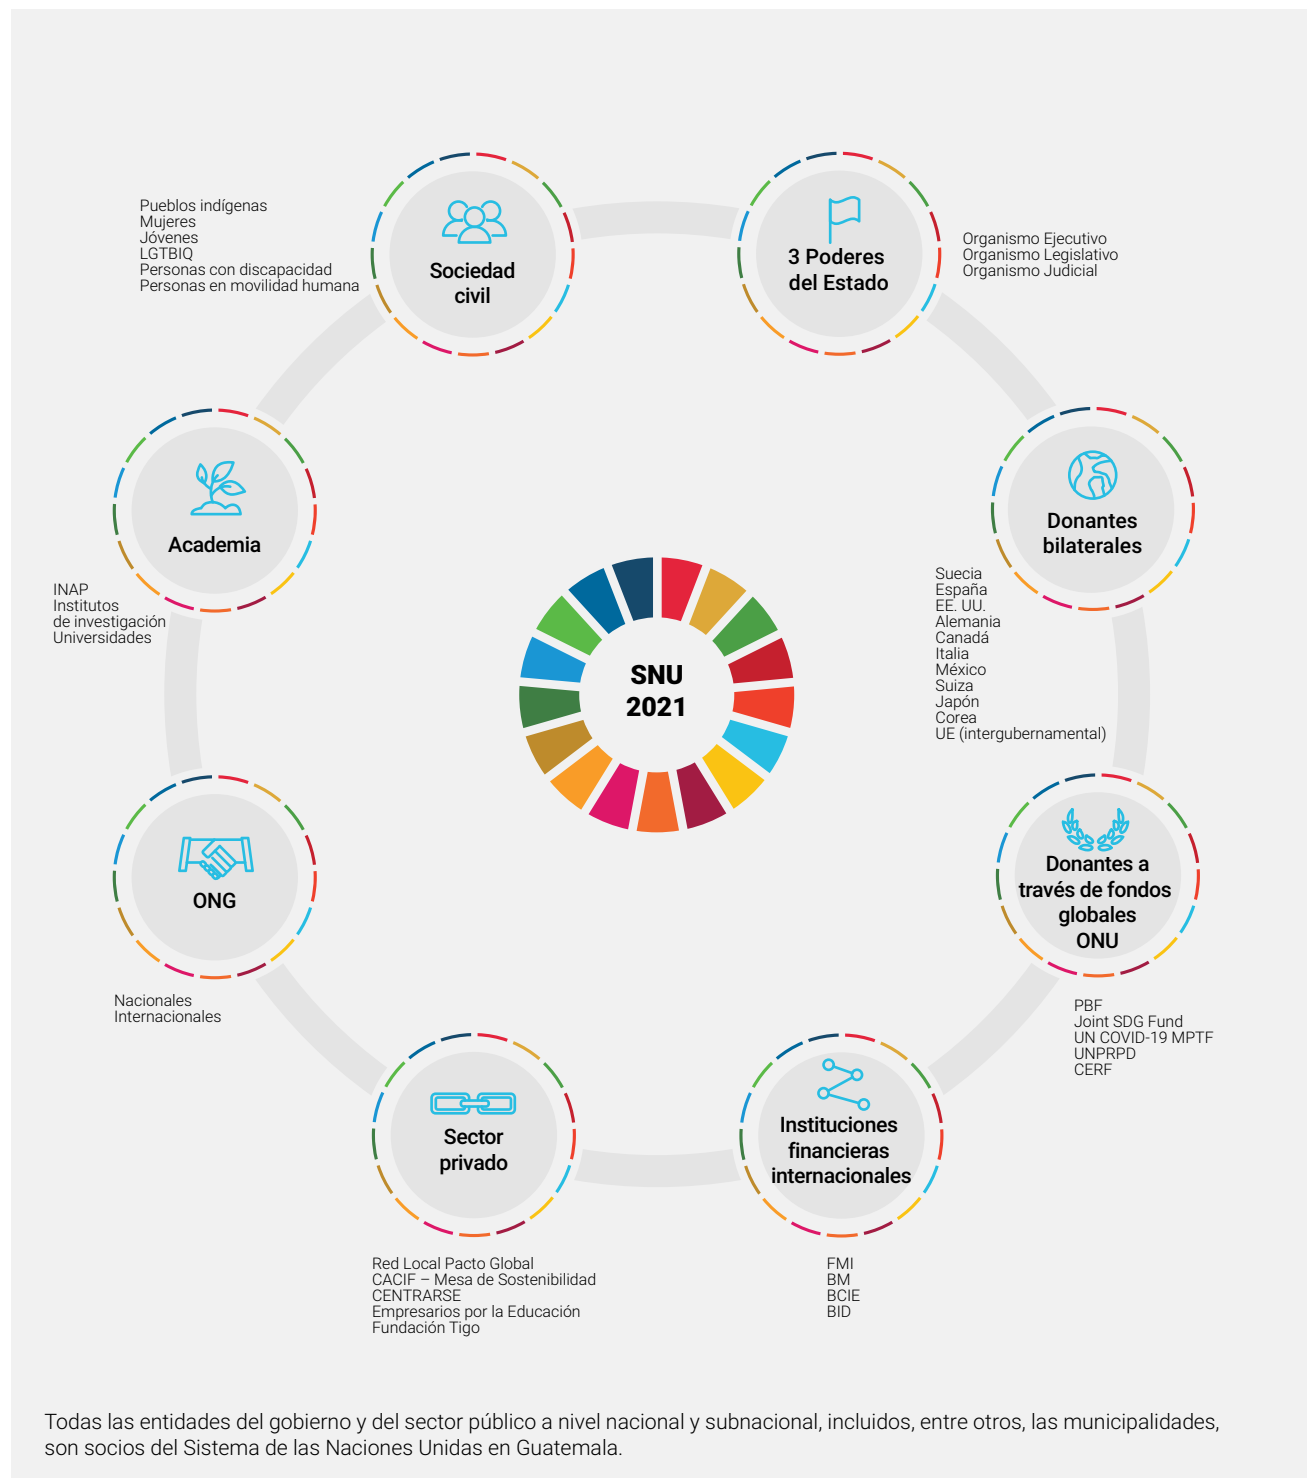 Pueblos indígenas
Mujeres
Jóvenes
LGTBIQ
Personas con discapacidad
Personas en movilidad humana
Sociedad
civil
3 Poderes
del Estado
Organismo Ejecutivo
Organismo Legislativo
Organismo Judicial
Academia
INAP
Institutos
de investigación
Universidades
Donantes
bilaterales
Suecia
España
EE. UU.
Alemania
Canadá
Italia
México
Suiza
Japón
Corea
UE (intergubernamental)
SNU
2021
ONG
Nacionales
Internacionales
Donantes a
través de fondos
globales
ONU
PBF
Joint SDG Fund
UN COVID-19 MPTF
UNPRPD
CERF
Sector
privado
Red Local Pacto Global
CACIF – Mesa de Sostenibilidad
CENTRARSE
Empresarios por la Educación
Fundación Tigo
Instituciones
financieras
internacionales
FMI
BM
BCIE
BID
Todas las entidades del gobierno y del sector público a nivel nacional y subnacional, incluidos, entre otros, las municipalidades,
son socios del Sistema de las Naciones Unidas en Guatemala.